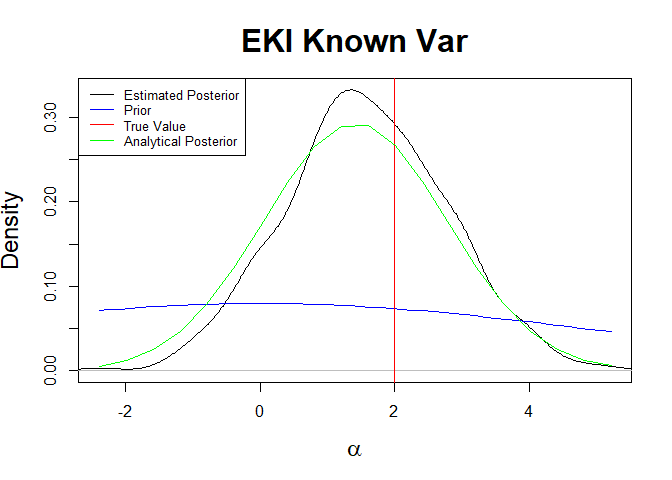 EKI Known Var
Estimated Posterior
Prior
True Value
Analytical Posterior
Density
0.00
0.10
0.20
0.30
-2
0
2
4
α